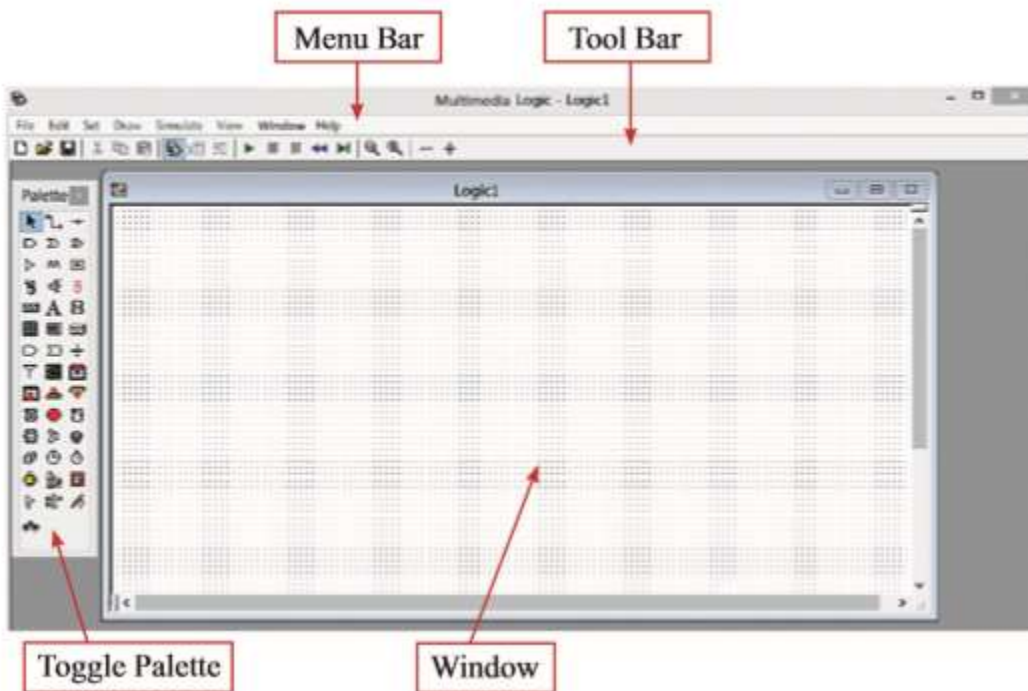 Menu Bar
Tool Bar
Multimedia Logic - Logic1
File Edit Set Draw Simulate View Window Help
Palette
Logic1
Toggle Palette
Window